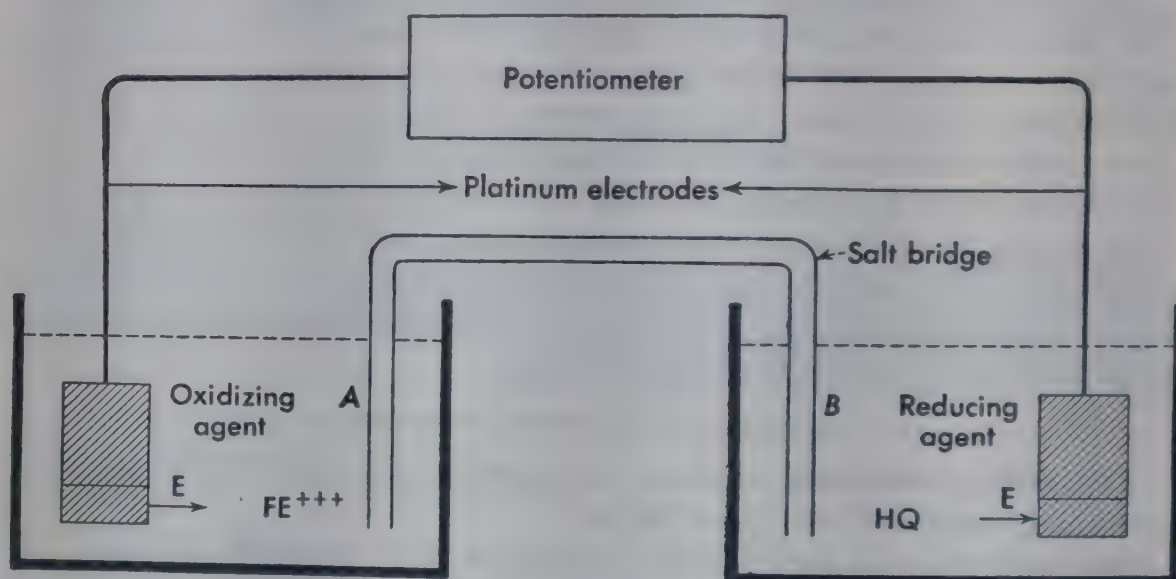 Potentiometer
Platinum electrodes
Salt bridge
Oxidizing
agent
A
B
Reducing
agent
E
FE+++
HQ
E